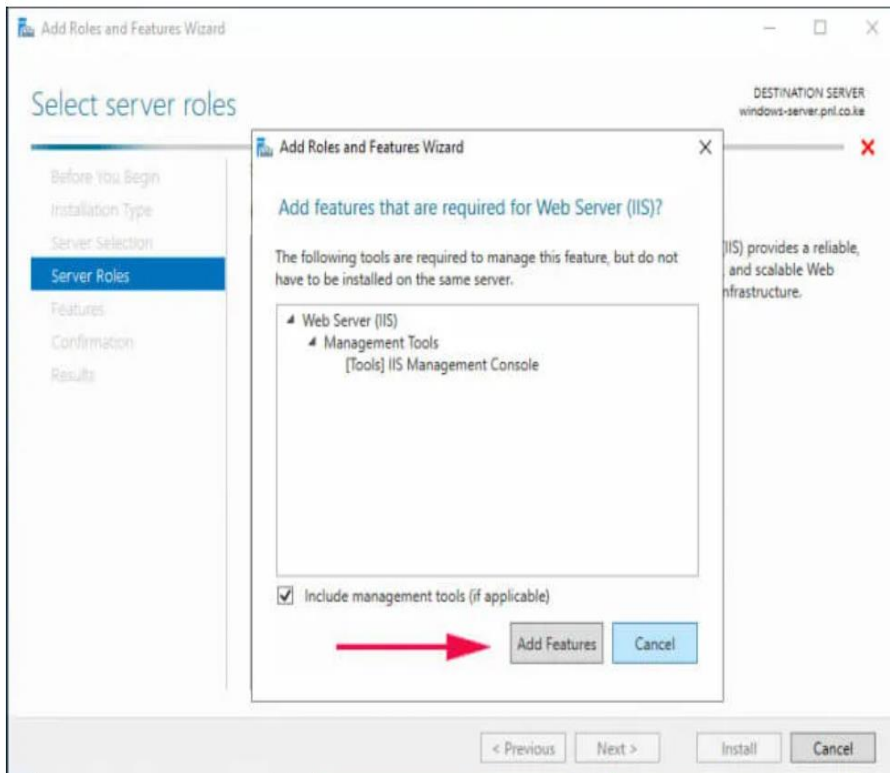 Add Roles and Features Wizard
Select server roles
DESTINATION SERVER
windows-server.pnl.co.ke
Before You Begin
Installation Type
Server Selection
Server Roles
Features
Confirmation
Results
Add Roles and Features Wizard
Add features that are required for Web Server (IIS)?
The following tools are required to manage this feature, but do not
have to be installed on the same server.
Web Server (IIS)
Management Tools
[Tools] IIS Management Console
Include management tools (if applicable)
Add Features
Cancel
(IIS) provides a reliable,
, and scalable Web
nfrastructure.
< Previous
Next >
Install
Cancel